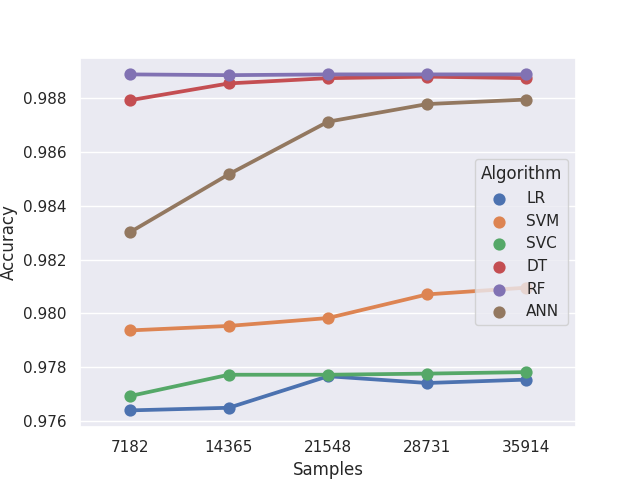 0.988
0.986
0.984
0.982
0.980
0.978
0.976
Accuracy
7182 14365 21548 28731 35914
Samples
Algorithm
LR
SVM
SVC
DT
RF
ANN